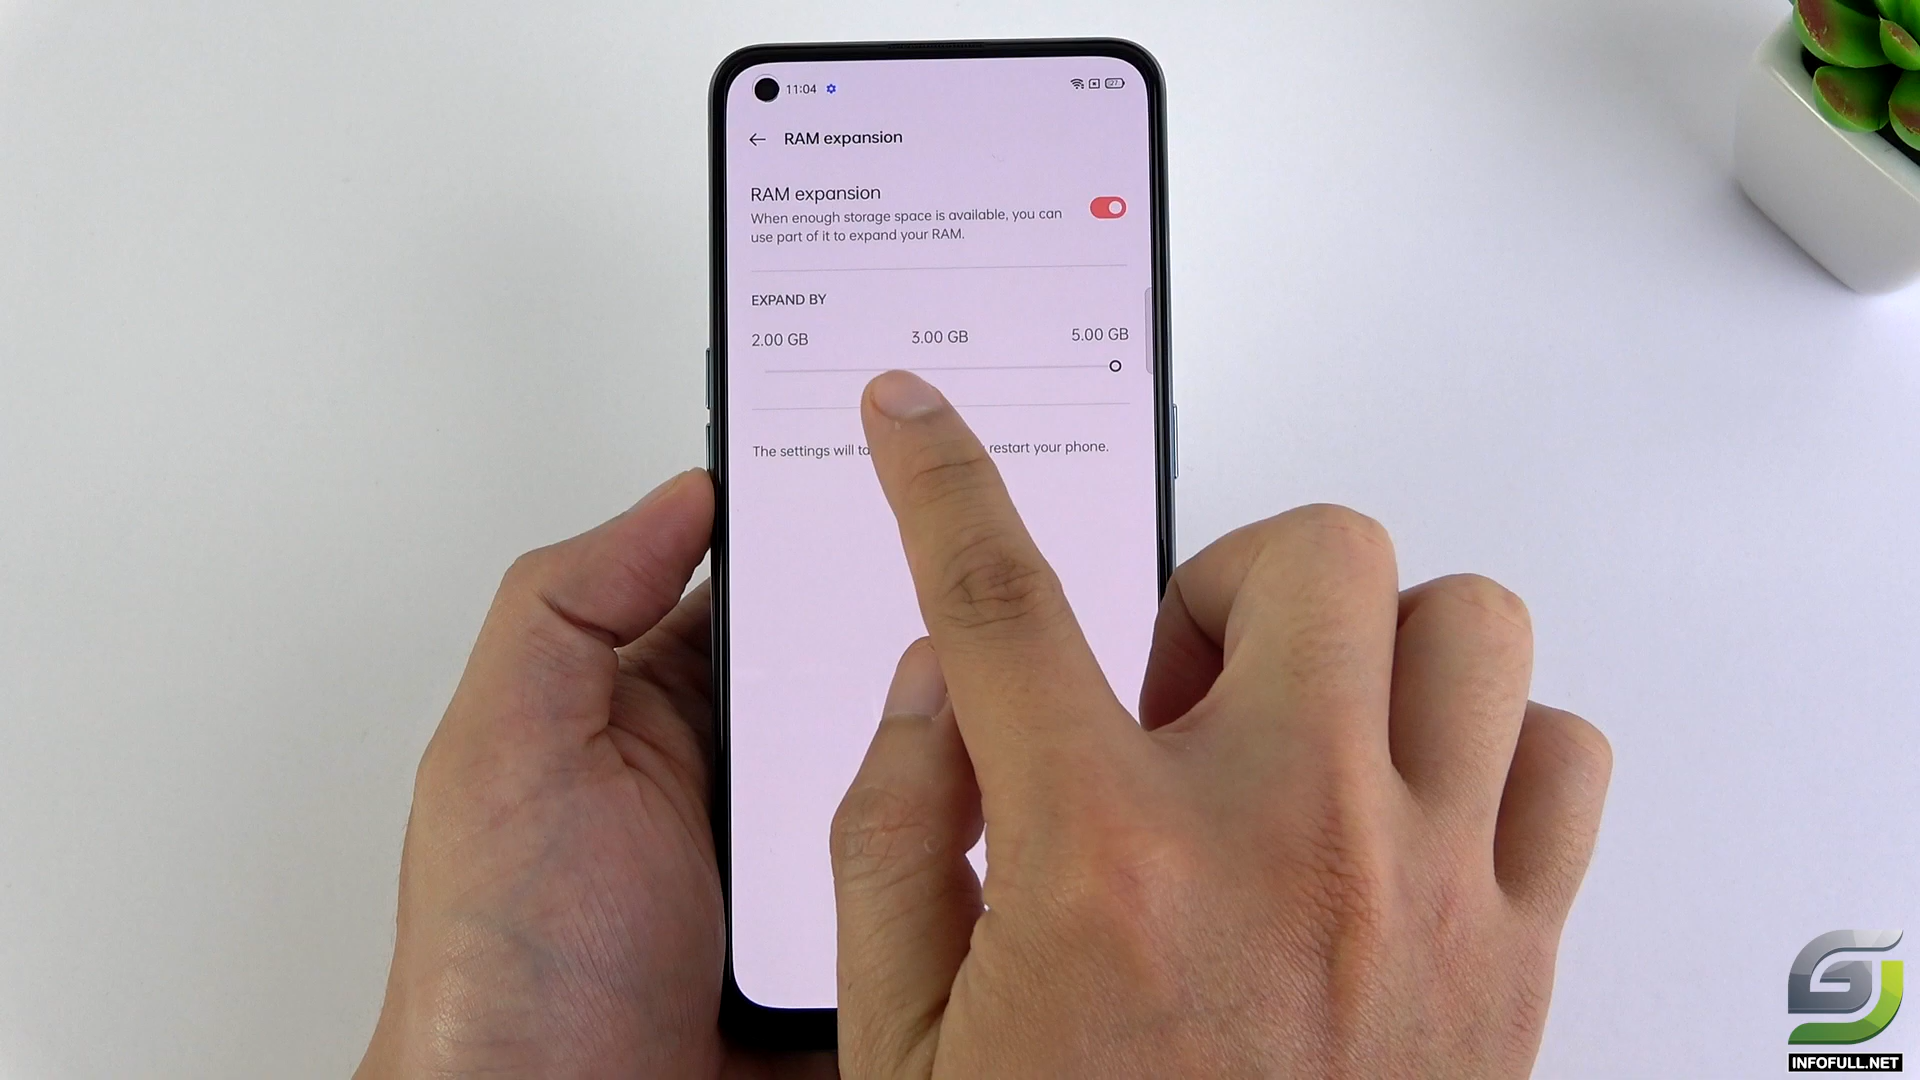 11:04
RAM expansion
RAM expansion
When enough storage space is available, you can
use part of it to expand your RAM.
EXPAND BY
2.00 GB 3.00 GB 5.00 GB
The settings will restart your phone.
INFOFULL.NET